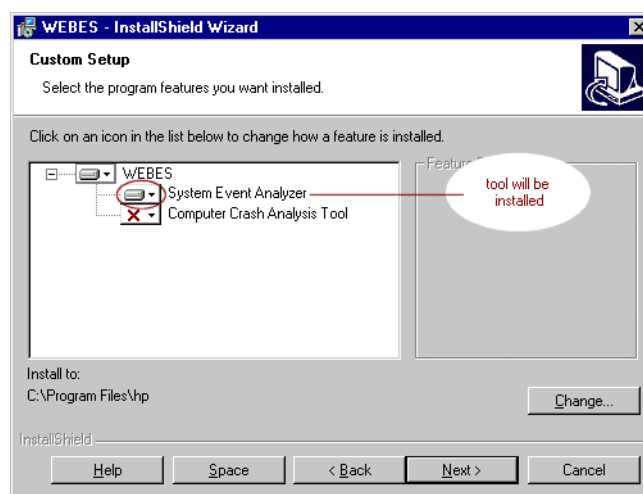 WEBES - InstallShield Wizard
Custom Setup
Select the program features you want installed.
Click on an icon in the list below to change how a feature is installed.
WEBES
System Event Analyzer
Computer Crash Analysis Tool
Feature
tool will be
installed
Install to:
C:\Program Files\hp
Change...
InstallShield
Help
Space
< Back
Next >
Cancel